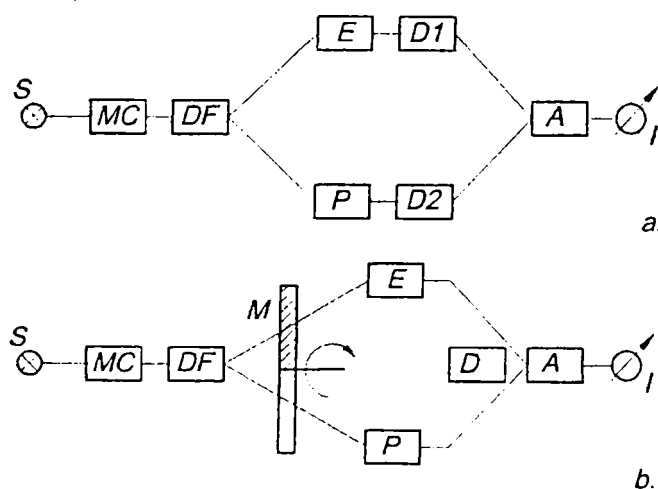 E D1
S MC DF A I
P D2
a.
M E
S MC DF D A I
P
b.